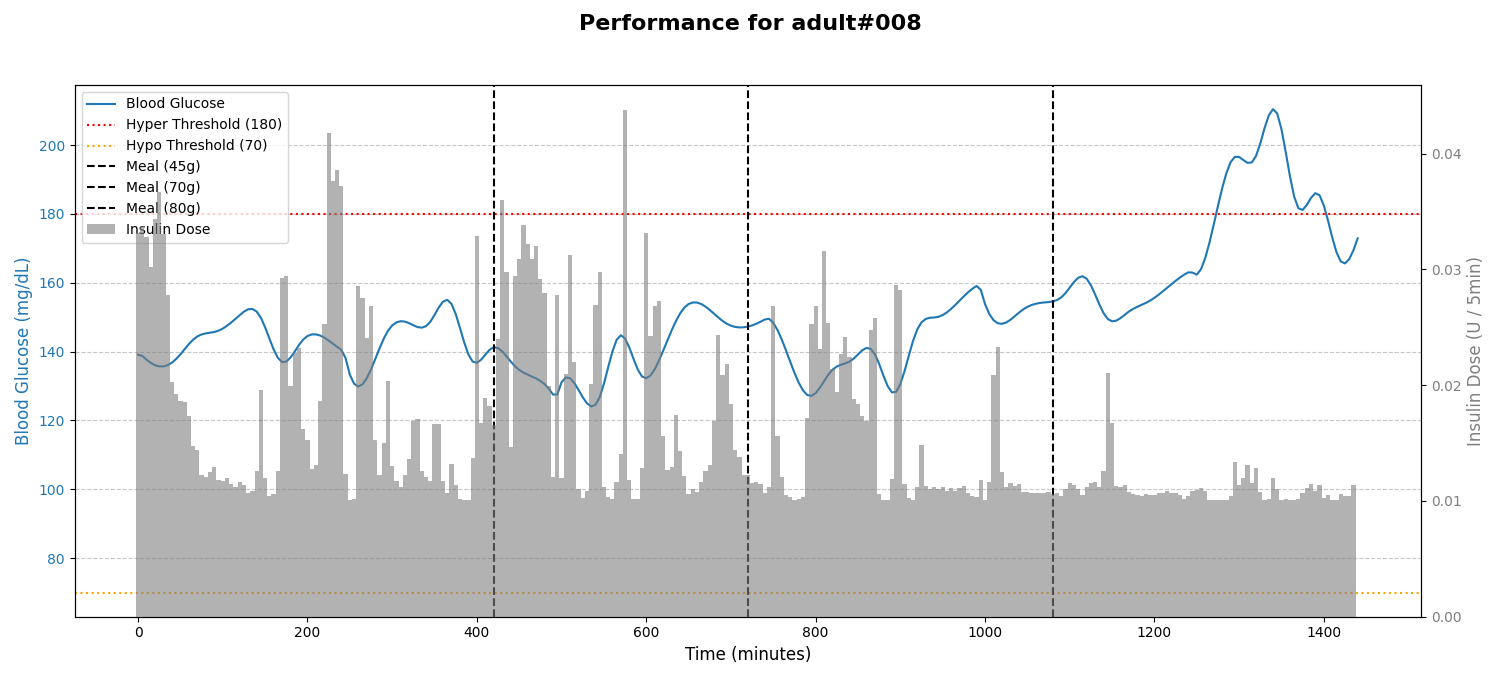 Performance for adult#008
Blood Glucose
Hyper Threshold (180)
Hypo Threshold (70)
Meal (45g)
Meal (70g)
Meal (80g)
Insulin Dose
Blood Glucose (mg/dL)
200
180
160
140
120
100
80
0.04
0.03
0.02
0.01
0.00
Insulin Dose (U / 5min)
0 200 400 600 800 1000 1200 1400
Time (minutes)